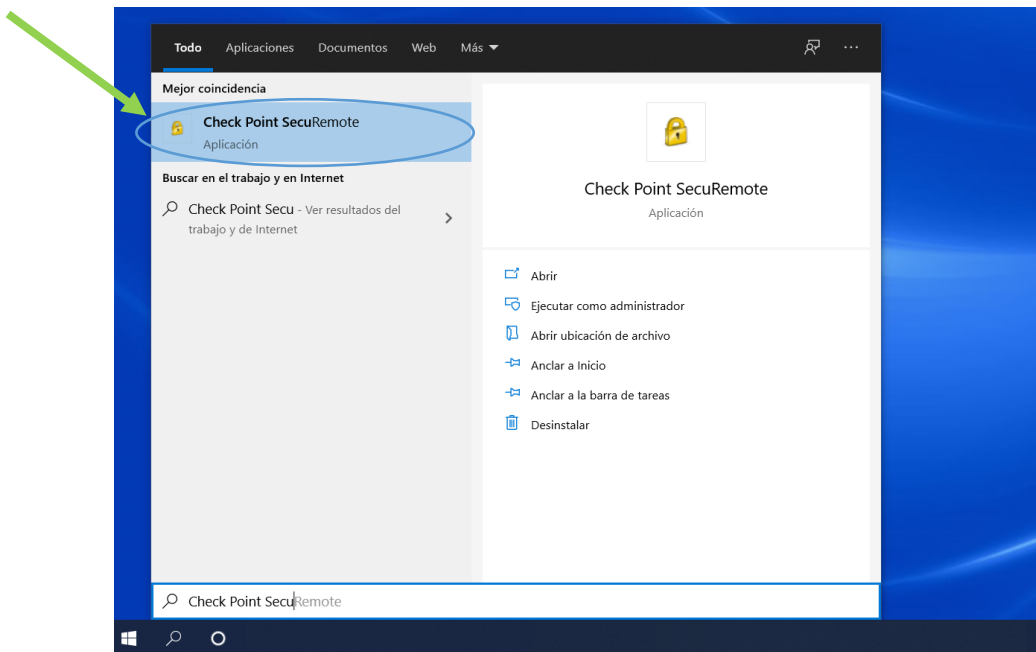 Todo Aplicaciones Documentos Web Más
Mejor coincidencia
Check Point SecuRemote
Aplicación
Buscar en el trabajo y en Internet
Check Point Secu - Ver resultados del
trabajo y de Internet
Check Point SecuRemote
Aplicación
Abrir
Ejecutar como administrador
Abrir ubicación de archivo
Anclar a Inicio
Anclar a la barra de tareas
Desinstalar
Check Point SecuRemote